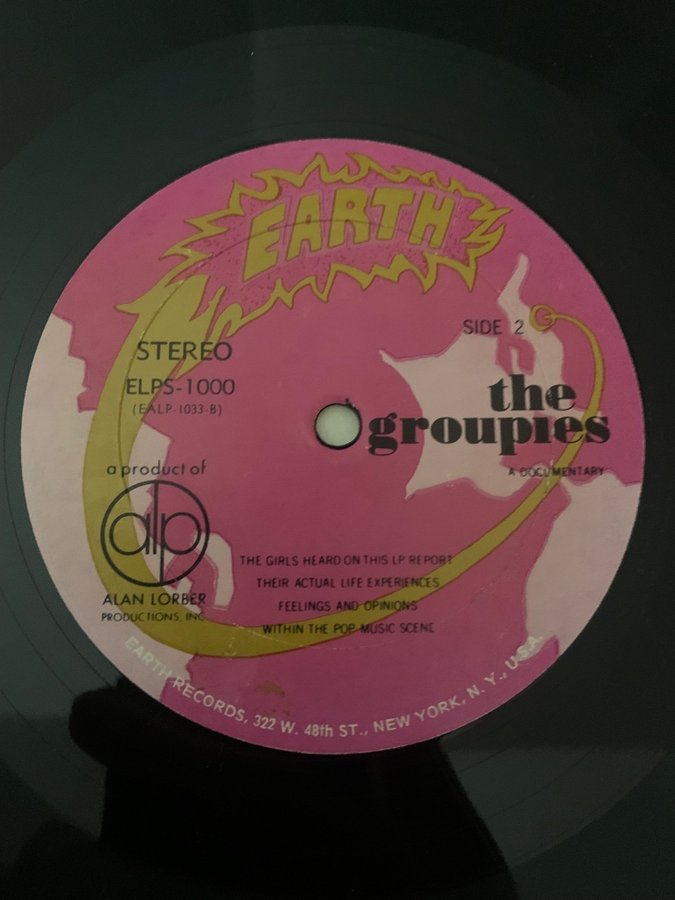 EARTH
SIDE 2
STEREO
ELPS-1000
(EALP-1033-B)
the
groupies
A DOCUMENTARY
a product of
alp
ALAN LORBER
PRODUCTIONS, INC.
THE GIRLS HEARD ON THIS LP REPORT
THEIR ACTUAL LIFE EXPERIENCES
FEELINGS AND OPINIONS
WITHIN THE POP MUSIC SCENE
EARTH RECORDS, 322 W. 48th ST., NEW YORK, N. Y., U.S.A.